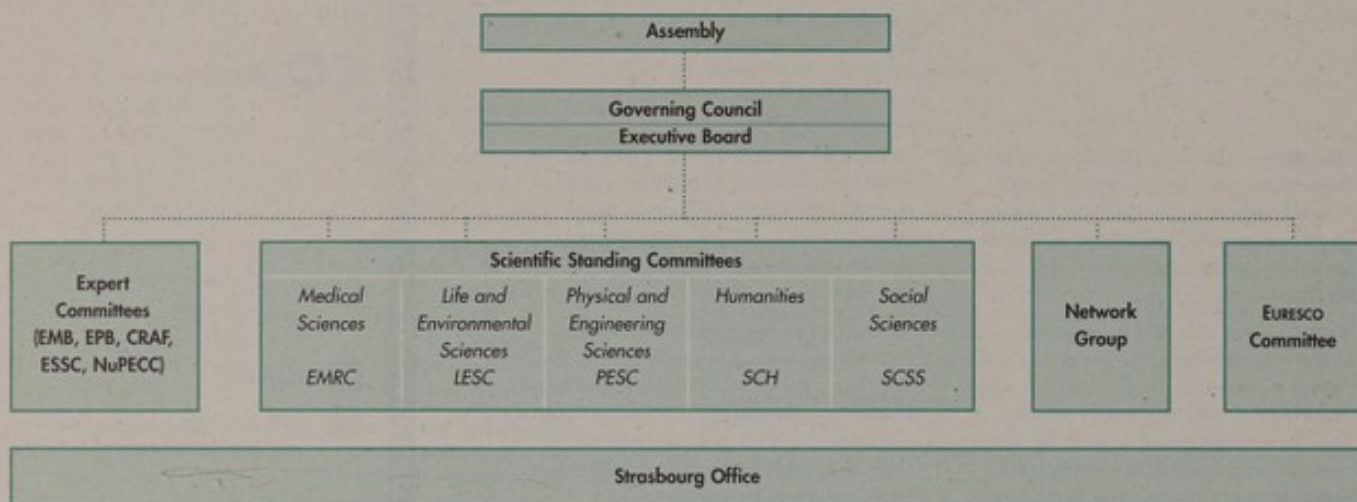 Assembly
Governing Council
Executive Board
Expert
Committees
(EMB, EPB, CRAF,
ESSC, NuPECC)
Scientific Standing Committees
Medical
Sciences
EMRC
Life and
Environmental
Sciences
LESC
Physical and
Engineering
Sciences
PESC
Humanities
SCH
Social
Sciences
SCSS
Network
Group
EURESCO
Committee
Strasbourg Office